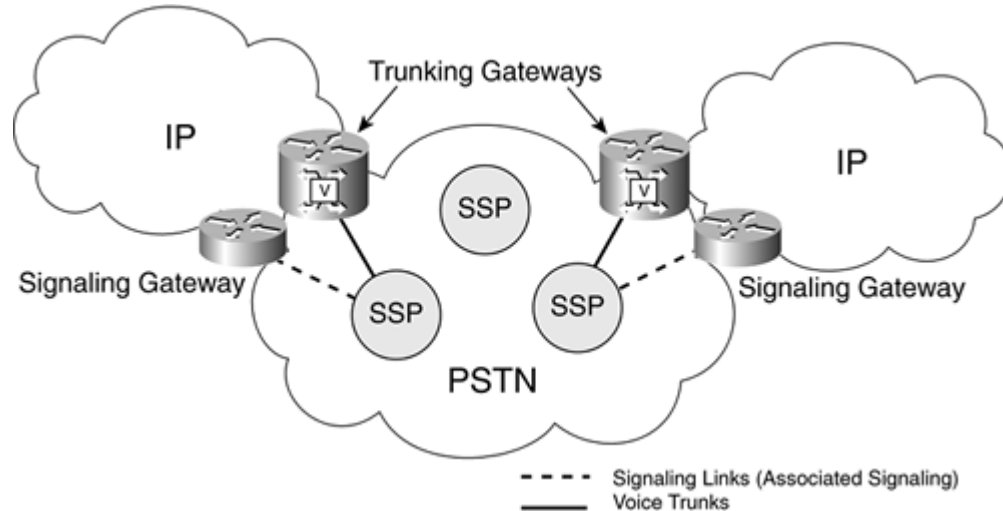 Trunking Gateways
IP
IP
V
V
SSP
Signaling Gateway
Signaling Gateway
SSP
SSP
PSTN
Signaling Links (Associated Signaling)
Voice Trunks